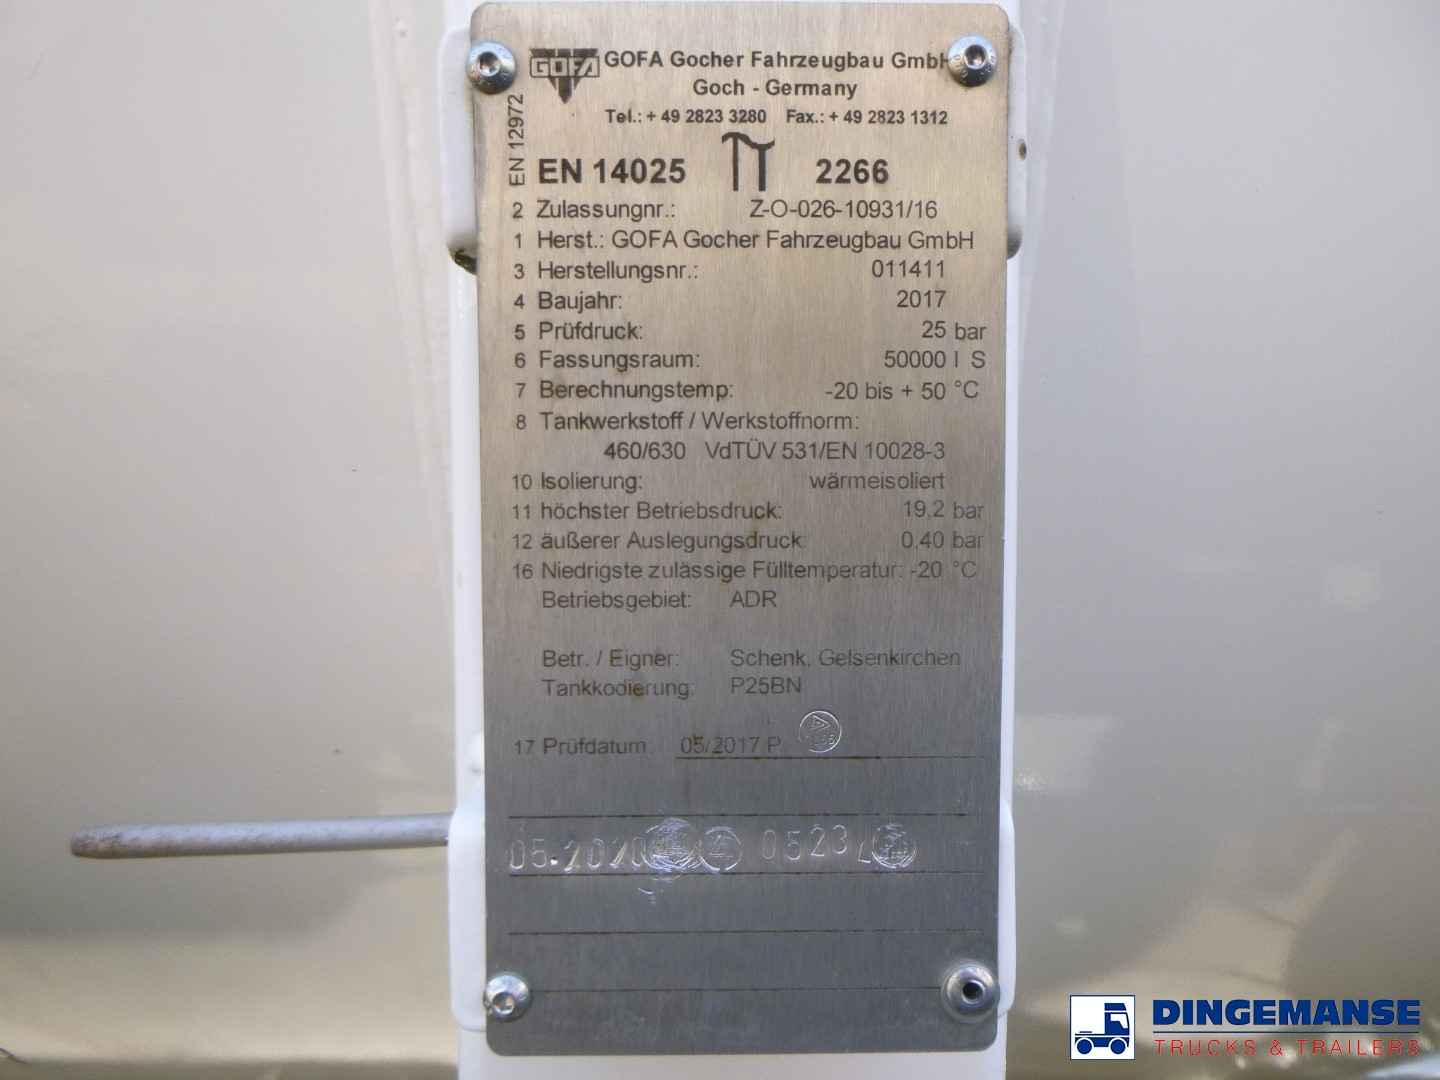 GOFA GOFA Gocher Fahrzeugbau GmbH
Goch - Germany
Tel.: + 49 2823 3280 Fax.: + 49 2823 1312
EN 12972
EN 14025 2266
2 Zulassungnr.: Z-O-026-10931/16
1 Herst.: GOFA Gocher Fahrzeugbau GmbH
3 Herstellungsnr.: 011411
4 Baujahr: 2017
5 Prüfdruck: 25 bar
6 Fassungsraum: 50000 l S
7 Berechnungstemp: -20 bis + 50 °C
8 Tankwerkstoff / Werkstoffnorm:
460/630 VdTÜV 531/EN 10028-3
10 Isolierung: wärmeisoliert
11 höchster Betriebsdruck: 19,2 bar
12 äußerer Auslegungsdruck: 0,40 bar
16 Niedrigste zulässige Fülltemperatur: -20 °C
Betriebsgebiet: ADR
Betr. / Eigner: Schenk, Gelsenkirchen
Tankkodierung: P25BN
17 Prüfdatum: 05/2017 P
05.2020 0523 L
DINGEMANSE
TRUCKS & TRAILERS